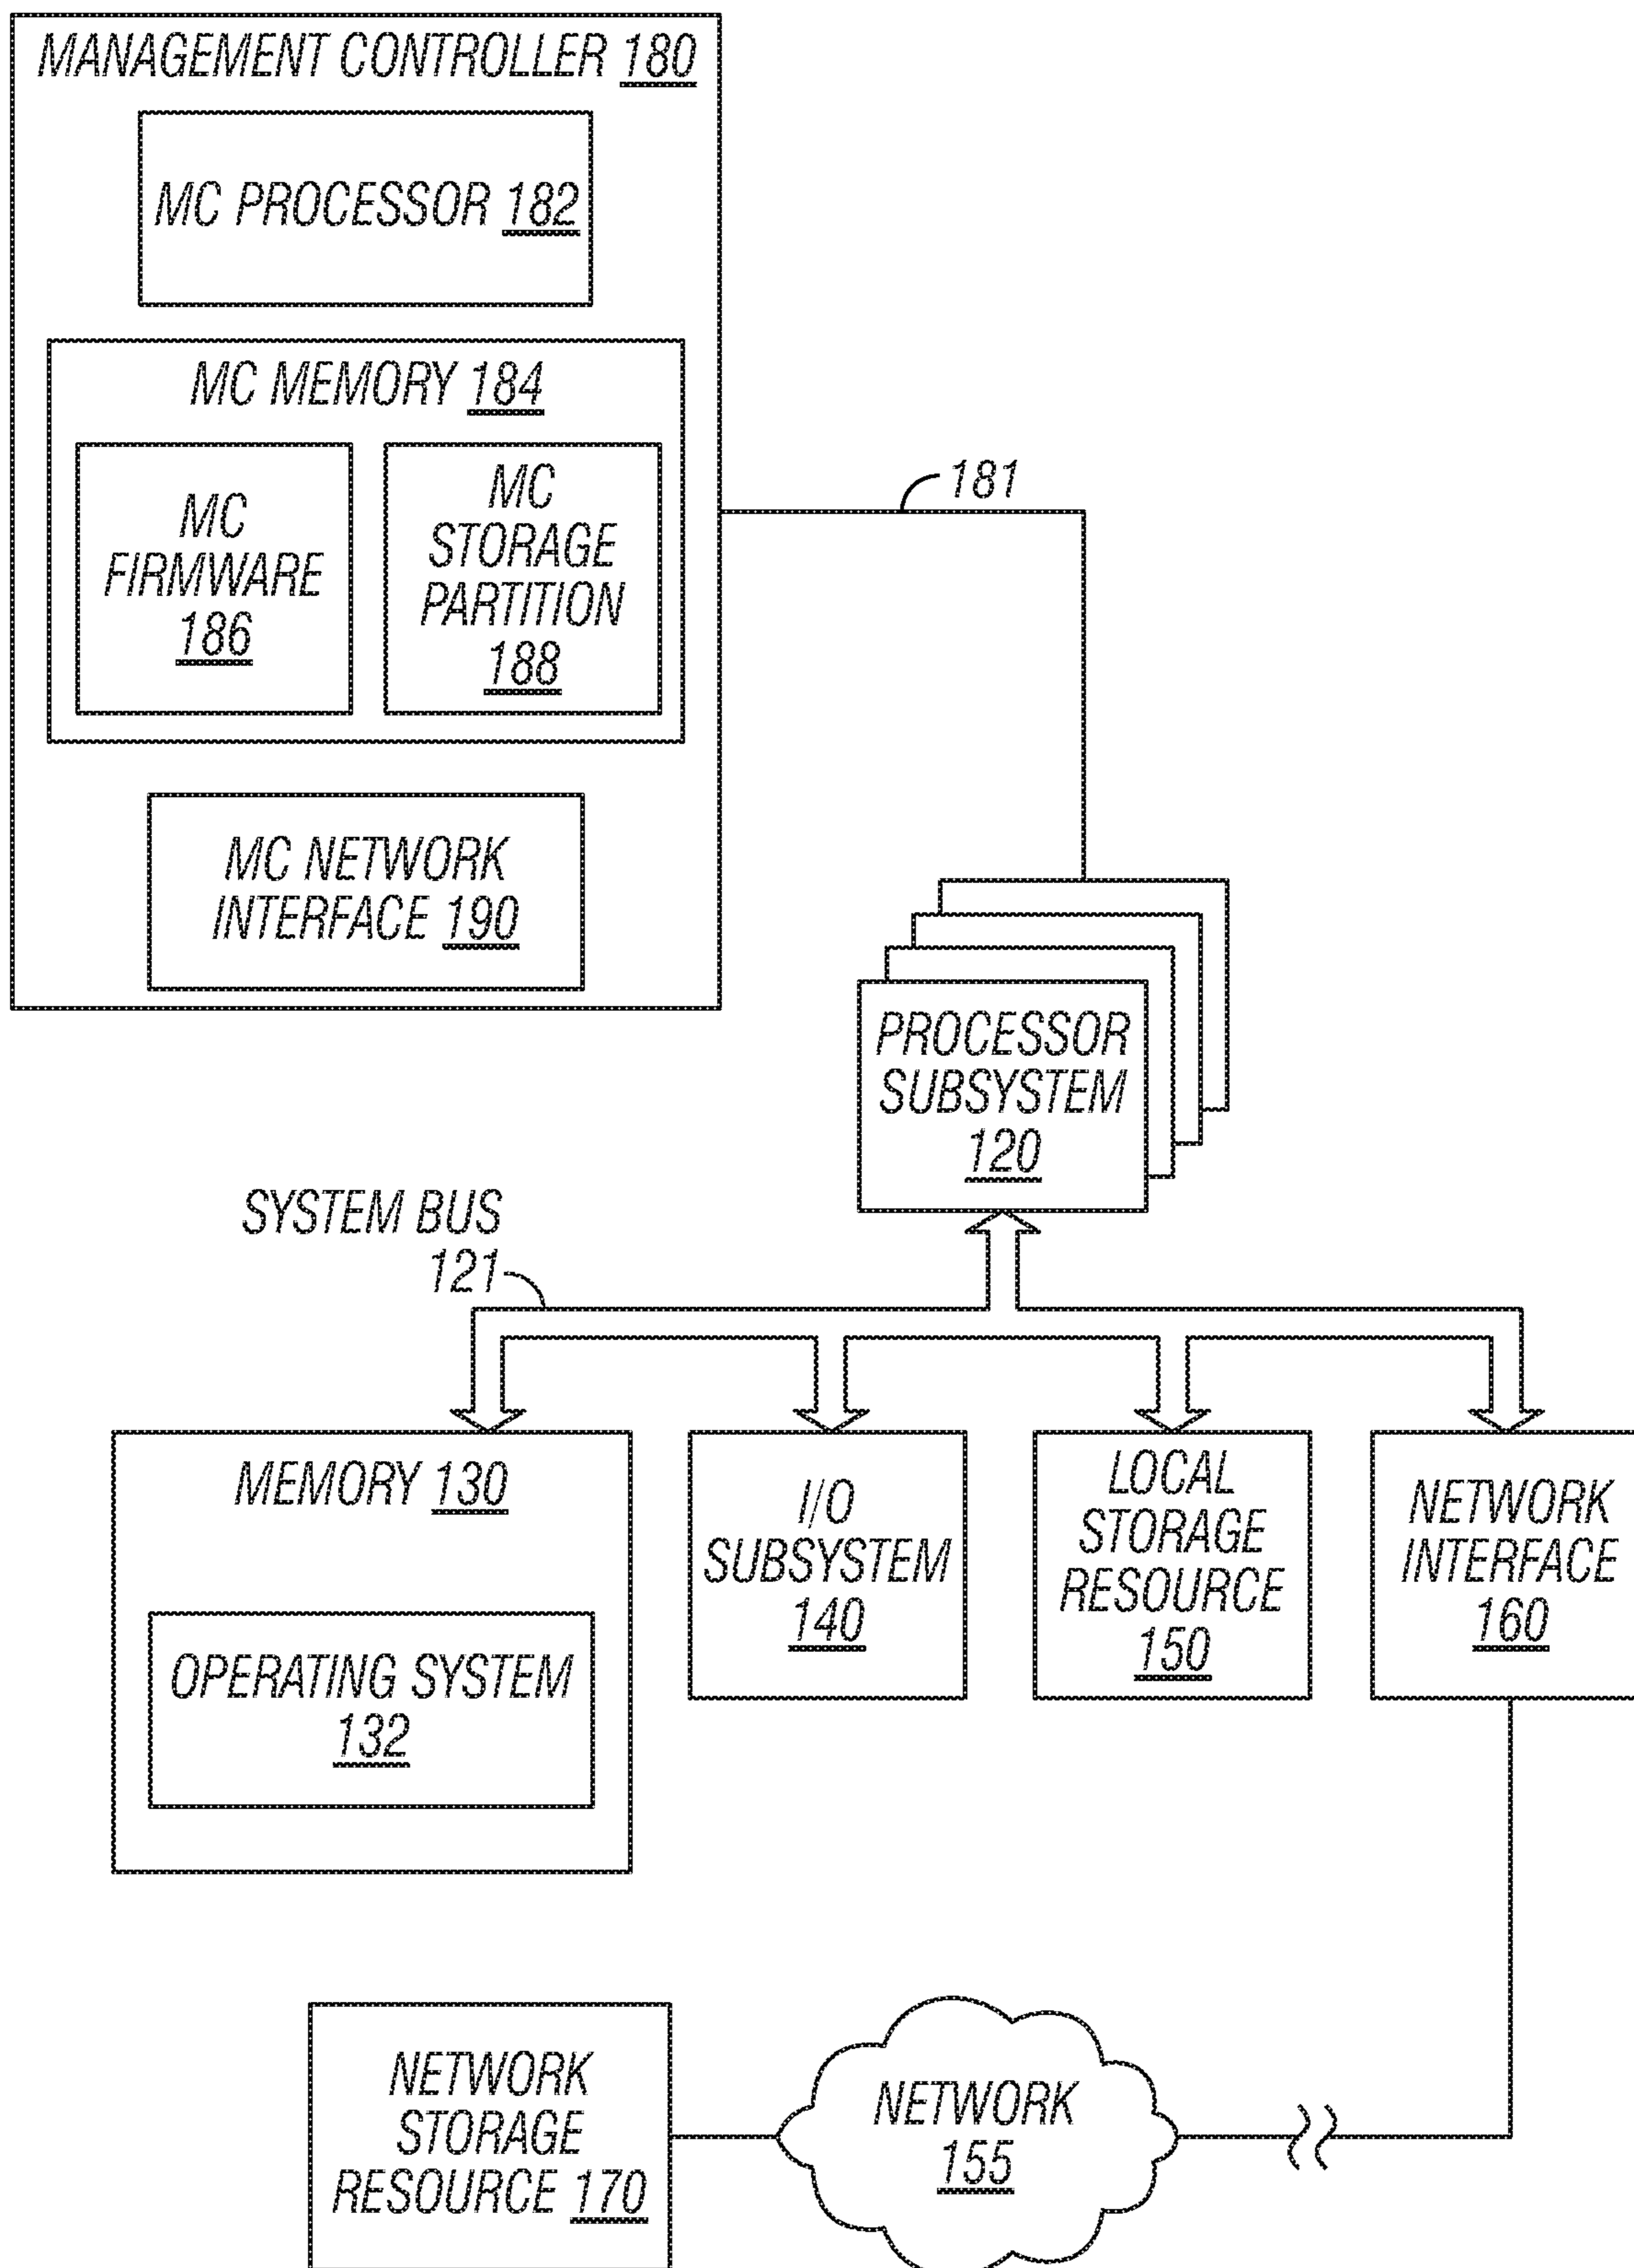 MANAGEMENT CONTROLLER 180
MC PROCESSOR 182
MC MEMORY 184
MC
FIRMWARE
186
MC
STORAGE
PARTITION
188
MC NETWORK
INTERFACE 190
181
PROCESSOR
SUBSYSTEM
120
SYSTEM BUS
121
MEMORY 130
OPERATING SYSTEM
132
I/O
SUBSYSTEM
140
LOCAL
STORAGE
RESOURCE
150
NETWORK
INTERFACE
160
NETWORK
STORAGE
RESOURCE 170
NETWORK
155